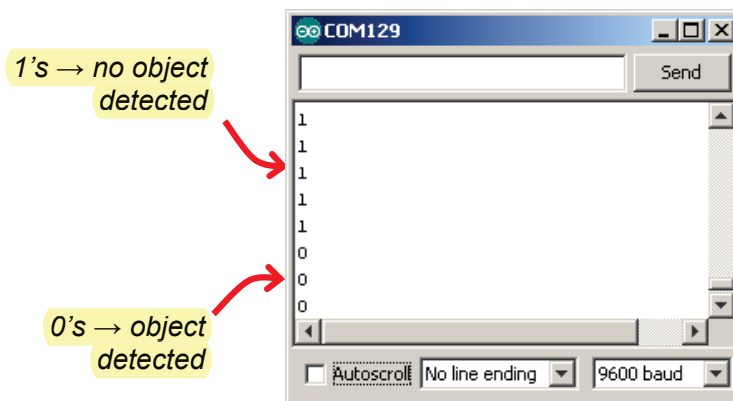 COM129
1's → no object
detected
Send
1
1
1
1
1
0
0
0
0's → object
detected
Autoscroll
No line ending
9600 baud